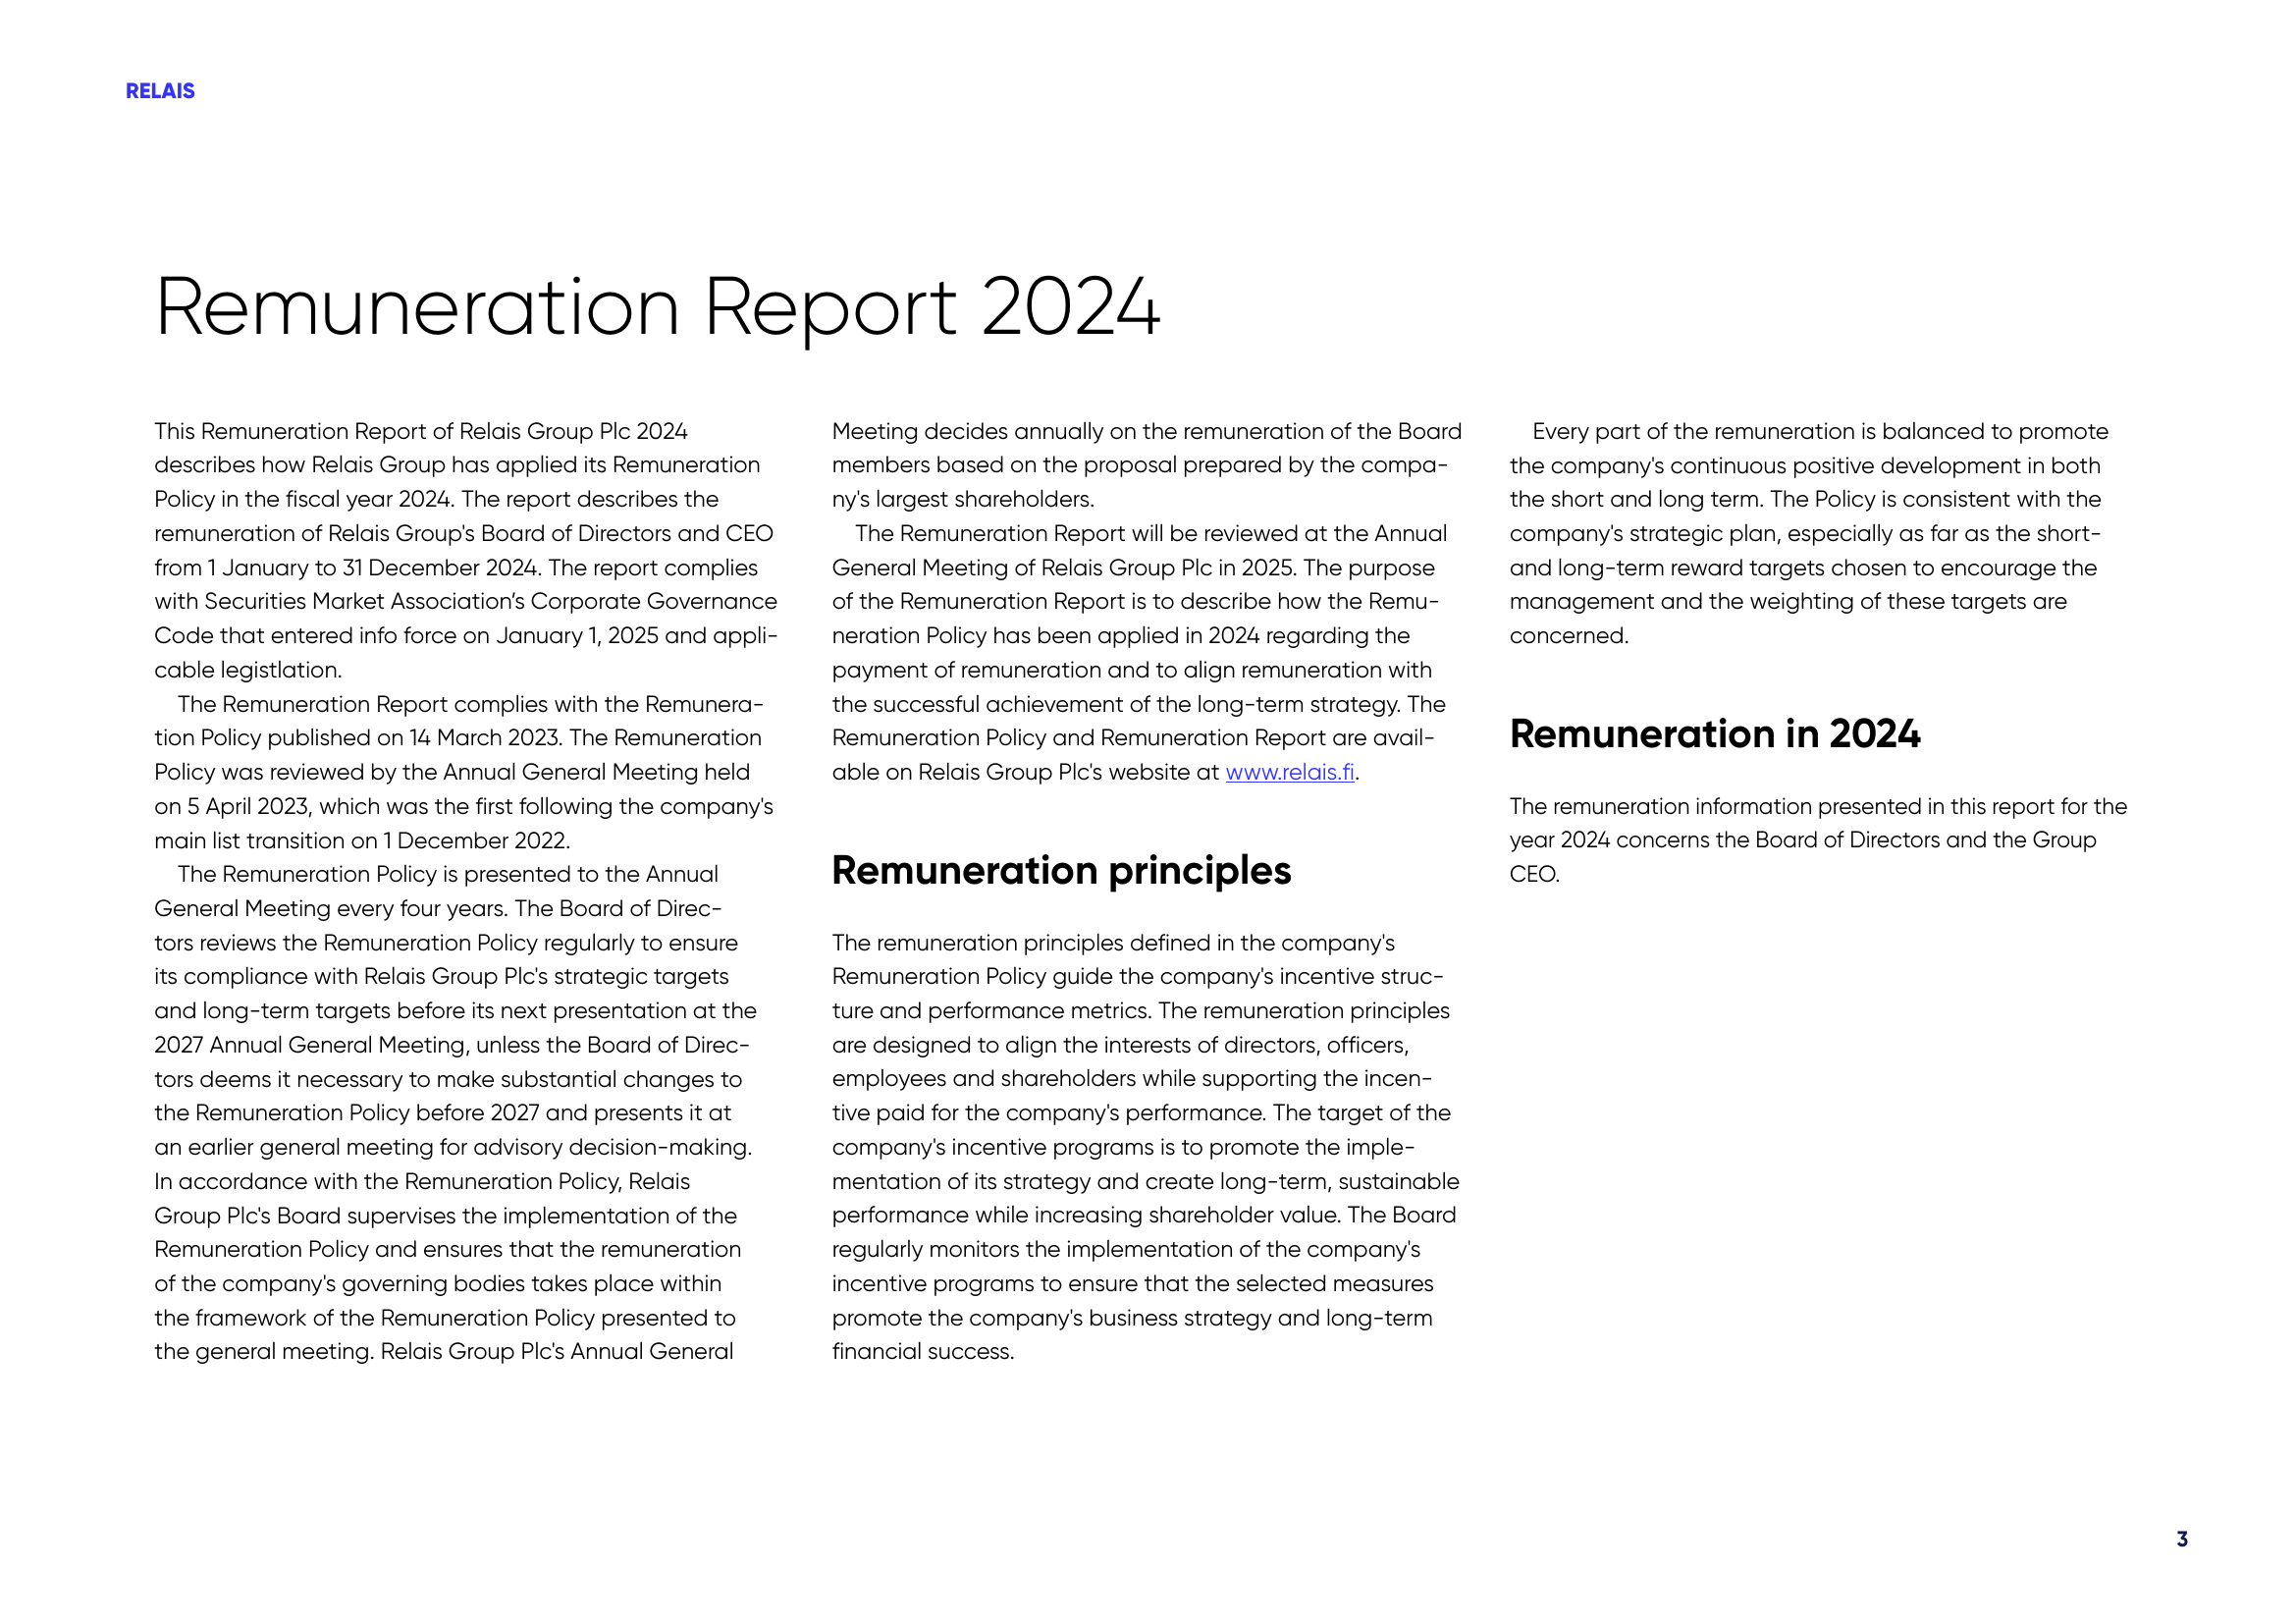 RELAIS
Remuneration Report 2024
This Remuneration Report of Relais Group Plc 2024
describes how Relais Group has applied its Remuneration
Policy in the fiscal year 2024. The report describes the
remuneration of Relais Group's Board of Directors and CEO
from 1 January to 31 December 2024. The report complies
with Securities Market Association’s Corporate Governance
Code that entered info force on January 1, 2025 and appli-
cable legistlation.
The Remuneration Report complies with the Remunera-
tion Policy published on 14 March 2023. The Remuneration
Policy was reviewed by the Annual General Meeting held
on 5 April 2023, which was the first following the company's
main list transition on 1 December 2022.
The Remuneration Policy is presented to the Annual
General Meeting every four years. The Board of Direc-
tors reviews the Remuneration Policy regularly to ensure
its compliance with Relais Group Plc's strategic targets
and long-term targets before its next presentation at the
2027 Annual General Meeting, unless the Board of Direc-
tors deems it necessary to make substantial changes to
the Remuneration Policy before 2027 and presents it at
an earlier general meeting for advisory decision-making.
In accordance with the Remuneration Policy, Relais
Group Plc's Board supervises the implementation of the
Remuneration Policy and ensures that the remuneration
of the company's governing bodies takes place within
the framework of the Remuneration Policy presented to
the general meeting. Relais Group Plc's Annual General
Meeting decides annually on the remuneration of the Board
members based on the proposal prepared by the compa-
ny's largest shareholders.
The Remuneration Report will be reviewed at the Annual
General Meeting of Relais Group Plc in 2025. The purpose
of the Remuneration Report is to describe how the Remu-
neration Policy has been applied in 2024 regarding the
payment of remuneration and to align remuneration with
the successful achievement of the long-term strategy. The
Remuneration Policy and Remuneration Report are avail-
able on Relais Group Plc's website at www.relais.fi.
Remuneration principles
The remuneration principles defined in the company's
Remuneration Policy guide the company's incentive struc-
ture and performance metrics. The remuneration principles
are designed to align the interests of directors, officers,
employees and shareholders while supporting the incen-
tive paid for the company's performance. The target of the
company's incentive programs is to promote the imple-
mentation of its strategy and create long-term, sustainable
performance while increasing shareholder value. The Board
regularly monitors the implementation of the company's
incentive programs to ensure that the selected measures
promote the company's business strategy and long-term
financial success.
Every part of the remuneration is balanced to promote
the company's continuous positive development in both
the short and long term. The Policy is consistent with the
company's strategic plan, especially as far as the short-
and long-term reward targets chosen to encourage the
management and the weighting of these targets are
concerned.
Remuneration in 2024
The remuneration information presented in this report for the
year 2024 concerns the Board of Directors and the Group
CEO.
3